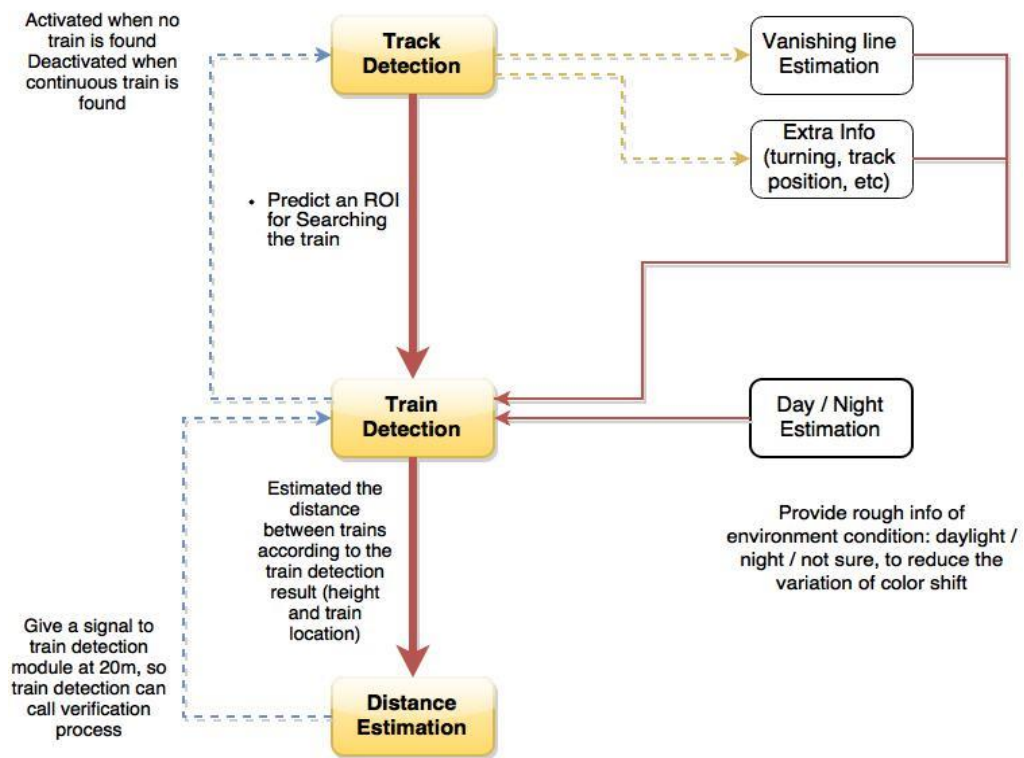 Activated when no
train is found
Deactivated when
continuous train is
found
Track
Detection
Vanishing line
Estimation
Extra Info
(turning, track
position, etc)
• Predict an ROI
for Searching
the train
Train
Detection
Day / Night
Estimation
Estimated the
distance
between trains
according to the
train detection
result (height
and train
location)
Provide rough info of
environment condition: daylight /
night / not sure, to reduce the
variation of color shift
Give a signal to
train detection
module at 20m, so
train detection can
call verification
process
Distance
Estimation